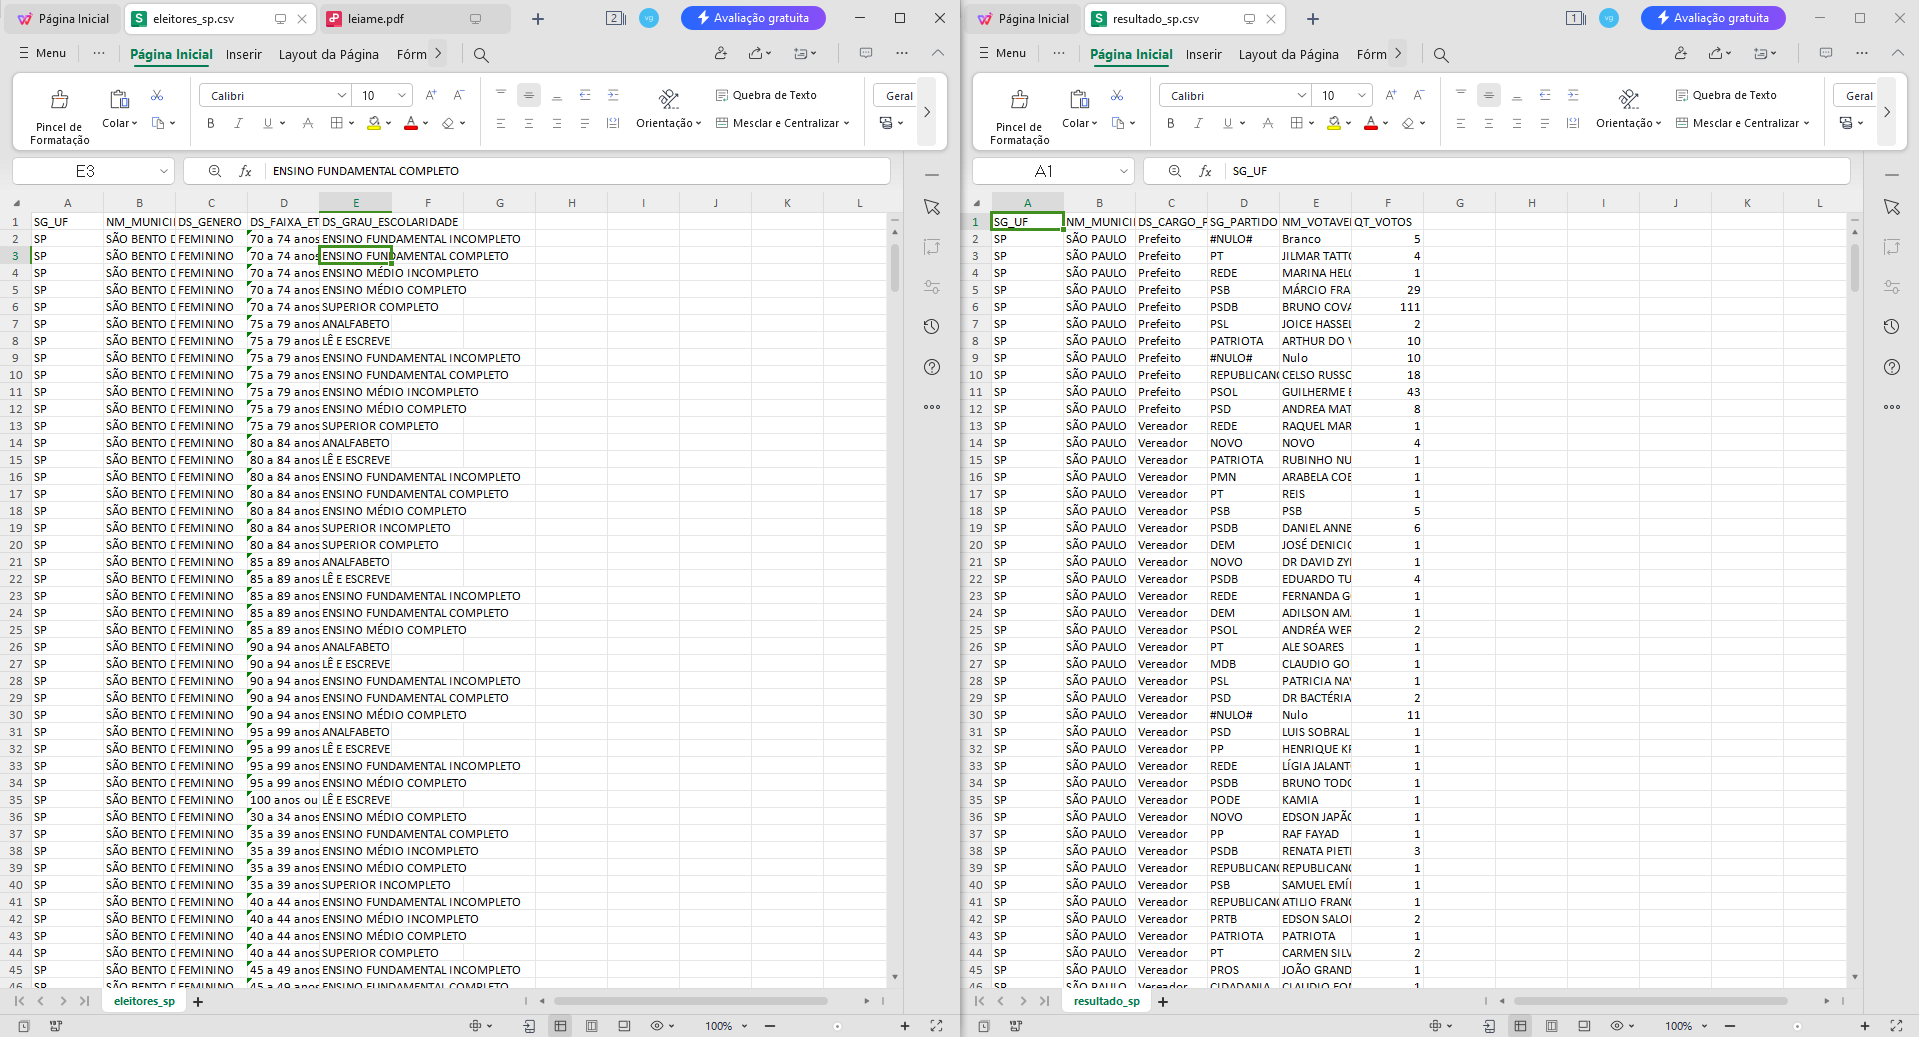 Página Inicial
eleitores_sp.csv
leiame.pdf
2
vg
Avaliação gratuita
Menu
Página Inicial
Inserir
Layout da Página
Fórm
Pincel de Formatação
Colar
Calibri
10
Quebra de Texto
Orientação
Mesclar e Centralizar
Geral
E3
fx
ENSINO FUNDAMENTAL COMPLETO
A B C D E F G H I J K L
1 SG_UF NM_MUNICI DS_GENERO DS_FAIXA_ET DS_GRAU_ESCOLARIDADE
2 SP SÃO BENTO D FEMININO 70 a 74 anos ENSINO FUNDAMENTAL INCOMPLETO
3 SP SÃO BENTO D FEMININO 70 a 74 anos ENSINO FUNDAMENTAL COMPLETO
4 SP SÃO BENTO D FEMININO 70 a 74 anos ENSINO MÉDIO INCOMPLETO
5 SP SÃO BENTO D FEMININO 70 a 74 anos ENSINO MÉDIO COMPLETO
6 SP SÃO BENTO D FEMININO 70 a 74 anos SUPERIOR COMPLETO
7 SP SÃO BENTO D FEMININO 75 a 79 anos ANALFABETO
8 SP SÃO BENTO D FEMININO 75 a 79 anos LÊ E ESCREVE
9 SP SÃO BENTO D FEMININO 75 a 79 anos ENSINO FUNDAMENTAL INCOMPLETO
10 SP SÃO BENTO D FEMININO 75 a 79 anos ENSINO FUNDAMENTAL COMPLETO
11 SP SÃO BENTO D FEMININO 75 a 79 anos ENSINO MÉDIO INCOMPLETO
12 SP SÃO BENTO D FEMININO 75 a 79 anos ENSINO MÉDIO COMPLETO
13 SP SÃO BENTO D FEMININO 75 a 79 anos SUPERIOR COMPLETO
14 SP SÃO BENTO D FEMININO 80 a 84 anos ANALFABETO
15 SP SÃO BENTO D FEMININO 80 a 84 anos LÊ E ESCREVE
16 SP SÃO BENTO D FEMININO 80 a 84 anos ENSINO FUNDAMENTAL INCOMPLETO
17 SP SÃO BENTO D FEMININO 80 a 84 anos ENSINO FUNDAMENTAL COMPLETO
18 SP SÃO BENTO D FEMININO 80 a 84 anos ENSINO MÉDIO COMPLETO
19 SP SÃO BENTO D FEMININO 80 a 84 anos SUPERIOR INCOMPLETO
20 SP SÃO BENTO D FEMININO 80 a 84 anos SUPERIOR COMPLETO
21 SP SÃO BENTO D FEMININO 85 a 89 anos ANALFABETO
22 SP SÃO BENTO D FEMININO 85 a 89 anos LÊ E ESCREVE
23 SP SÃO BENTO D FEMININO 85 a 89 anos ENSINO FUNDAMENTAL INCOMPLETO
24 SP SÃO BENTO D FEMININO 85 a 89 anos ENSINO FUNDAMENTAL COMPLETO
25 SP SÃO BENTO D FEMININO 85 a 89 anos ENSINO MÉDIO COMPLETO
26 SP SÃO BENTO D FEMININO 90 a 94 anos ANALFABETO
27 SP SÃO BENTO D FEMININO 90 a 94 anos LÊ E ESCREVE
28 SP SÃO BENTO D FEMININO 90 a 94 anos ENSINO FUNDAMENTAL INCOMPLETO
29 SP SÃO BENTO D FEMININO 90 a 94 anos ENSINO FUNDAMENTAL COMPLETO
30 SP SÃO BENTO D FEMININO 90 a 94 anos ENSINO MÉDIO COMPLETO
31 SP SÃO BENTO D FEMININO 95 a 99 anos ANALFABETO
32 SP SÃO BENTO D FEMININO 95 a 99 anos LÊ E ESCREVE
33 SP SÃO BENTO D FEMININO 95 a 99 anos ENSINO FUNDAMENTAL INCOMPLETO
34 SP SÃO BENTO D FEMININO 95 a 99 anos ENSINO MÉDIO COMPLETO
35 SP SÃO BENTO D FEMININO 100 anos ou LÊ E ESCREVE
36 SP SÃO BENTO D FEMININO 30 a 34 anos ENSINO MÉDIO COMPLETO
37 SP SÃO BENTO D FEMININO 35 a 39 anos ENSINO FUNDAMENTAL COMPLETO
38 SP SÃO BENTO D FEMININO 35 a 39 anos ENSINO MÉDIO INCOMPLETO
39 SP SÃO BENTO D FEMININO 35 a 39 anos ENSINO MÉDIO COMPLETO
40 SP SÃO BENTO D FEMININO 35 a 39 anos SUPERIOR INCOMPLETO
41 SP SÃO BENTO D FEMININO 40 a 44 anos ENSINO FUNDAMENTAL INCOMPLETO
42 SP SÃO BENTO D FEMININO 40 a 44 anos ENSINO MÉDIO INCOMPLETO
43 SP SÃO BENTO D FEMININO 40 a 44 anos ENSINO MÉDIO COMPLETO
44 SP SÃO BENTO D FEMININO 40 a 44 anos SUPERIOR COMPLETO
45 SP SÃO BENTO D FEMININO 45 a 49 anos ENSINO FUNDAMENTAL INCOMPLETO
46 SP SÃO BENTO D FEMININO 45 a 49 anos ENSINO FUNDAMENTAL COMPLETO
eleitores_sp
100%
Página Inicial
resultado_sp.csv
1
vg
Avaliação gratuita
Menu
Página Inicial
Inserir
Layout da Página
Fórm
Pincel de Formatação
Colar
Calibri
10
Quebra de Texto
Orientação
Mesclar e Centralizar
Geral
A1
fx
SG_UF
A B C D E F G H I J K L
1 SG_UF NM_MUNICI DS_CARGO_P SG_PARTIDO NM_VOTAVE QT_VOTOS
2 SP SÃO PAULO Prefeito #NULO# Branco 5
3 SP SÃO PAULO Prefeito PT JILMAR TATTO 4
4 SP SÃO PAULO Prefeito REDE MARINA HELO 1
5 SP SÃO PAULO Prefeito PSB MÁRCIO FRA 29
6 SP SÃO PAULO Prefeito PSDB BRUNO COVA 111
7 SP SÃO PAULO Prefeito PSL JOICE HASSEL 2
8 SP SÃO PAULO Prefeito PATRIOTA ARTHUR DO V 10
9 SP SÃO PAULO Prefeito #NULO# Nulo 10
10 SP SÃO PAULO Prefeito REPUBLICANO CELSO RUSSO 18
11 SP SÃO PAULO Prefeito PSOL GUILHERME B 43
12 SP SÃO PAULO Prefeito PSD ANDREA MAT 8
13 SP SÃO PAULO Vereador REDE RAQUEL MAR 1
14 SP SÃO PAULO Vereador NOVO NOVO 4
15 SP SÃO PAULO Vereador PATRIOTA RUBINHO NU 1
16 SP SÃO PAULO Vereador PMN ARABELA COE 1
17 SP SÃO PAULO Vereador PT REIS 1
18 SP SÃO PAULO Vereador PSB PSB 5
19 SP SÃO PAULO Vereador PSDB DANIEL ANNE 6
20 SP SÃO PAULO Vereador DEM JOSÉ DENICIO 1
21 SP SÃO PAULO Vereador NOVO DR DAVID ZYL 1
22 SP SÃO PAULO Vereador PSDB EDUARDO TU 4
23 SP SÃO PAULO Vereador REDE FERNANDA G 1
24 SP SÃO PAULO Vereador DEM ADILSON AM 1
25 SP SÃO PAULO Vereador PSOL ANDRÉA WER 2
26 SP SÃO PAULO Vereador PT ALE SOARES 1
27 SP SÃO PAULO Vereador MDB CLAUDIO GO 1
28 SP SÃO PAULO Vereador PSL PATRICIA NAV 1
29 SP SÃO PAULO Vereador PSD DR BACTÉRIA 2
30 SP SÃO PAULO Vereador #NULO# Nulo 11
31 SP SÃO PAULO Vereador PSD LUIS SOBRAL 1
32 SP SÃO PAULO Vereador PP HENRIQUE KR 1
33 SP SÃO PAULO Vereador REDE LÍGIA JALANT 1
34 SP SÃO PAULO Vereador PSDB BRUNO TODO 1
35 SP SÃO PAULO Vereador PODE KAMIA 1
36 SP SÃO PAULO Vereador NOVO EDSON JAPÃO 1
37 SP SÃO PAULO Vereador PP RAF FAYAD 1
38 SP SÃO PAULO Vereador PSDB RENATA PIETI 3
39 SP SÃO PAULO Vereador REPUBLICANO REPUBLICANO 1
40 SP SÃO PAULO Vereador PSB SAMUEL EMÍ 1
41 SP SÃO PAULO Vereador REPUBLICANO ATILIO FRANC 1
42 SP SÃO PAULO Vereador PRTB EDSON SALO 2
43 SP SÃO PAULO Vereador PATRIOTA PATRIOTA 1
44 SP SÃO PAULO Vereador PT CARMEN SILV 2
45 SP SÃO PAULO Vereador PROS JOÃO GRAND 1
46 SP SÃO PAULO Vereador CIDADANIA CLAUDIO FON 1
resultado_sp
100%